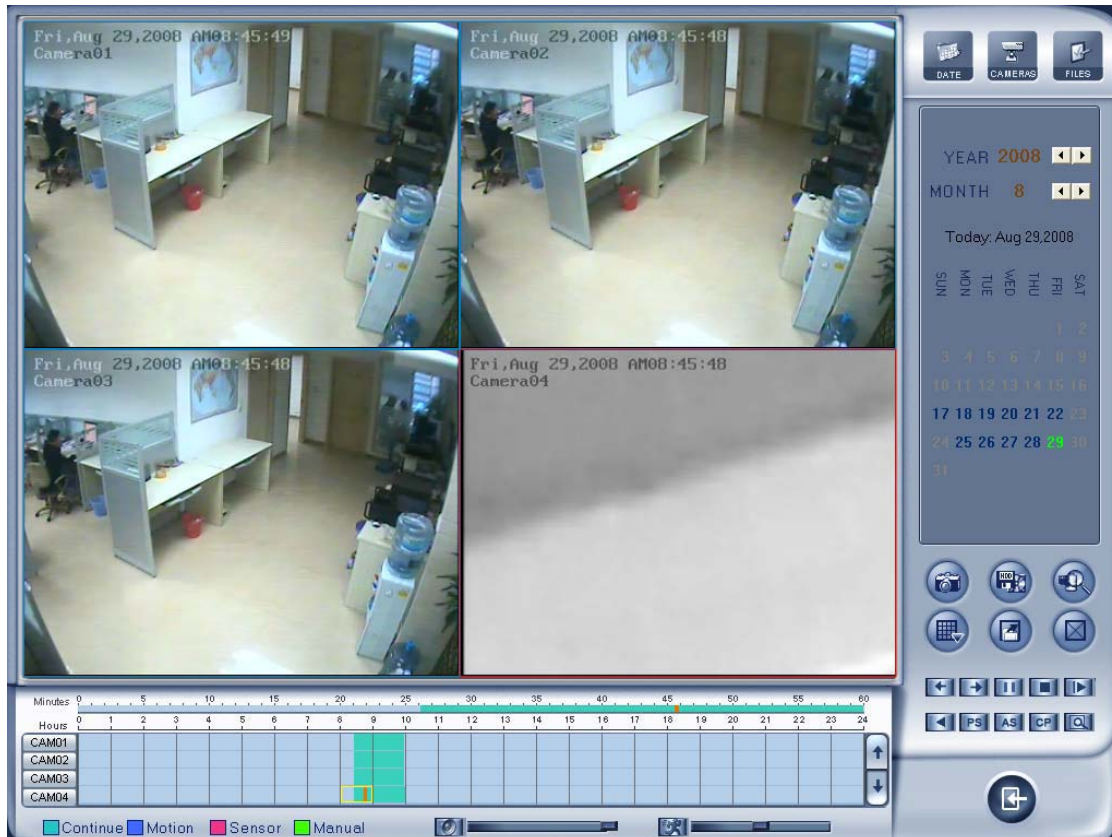 Fri,Aug 29,2008 AM08:45:49
Camera01
Fri,Aug 29,2008 AM08:45:48
Camera02
Fri,Aug 29,2008 AM08:45:48
Camera03
Fri,Aug 29,2008 AM08:45:48
Camera04
DATE CAMERAS FILES
YEAR 2008
MONTH 8
Today: Aug 29,2008
SUN MON TUE WED THU FRI SAT
1 2
3 4 5 6 7 8 9
10 11 12 13 14 15 16
17 18 19 20 21 22 23
24 25 26 27 28 29 30
31
HDD
PS AS CP
Minutes 0 5 10 15 20 25 30 35 40 45 50 55 60
Hours 0 1 2 3 4 5 6 7 8 9 10 11 12 13 14 15 16 17 18 19 20 21 22 23 24
CAM01
CAM02
CAM03
CAM04
Continue Motion Sensor Manual